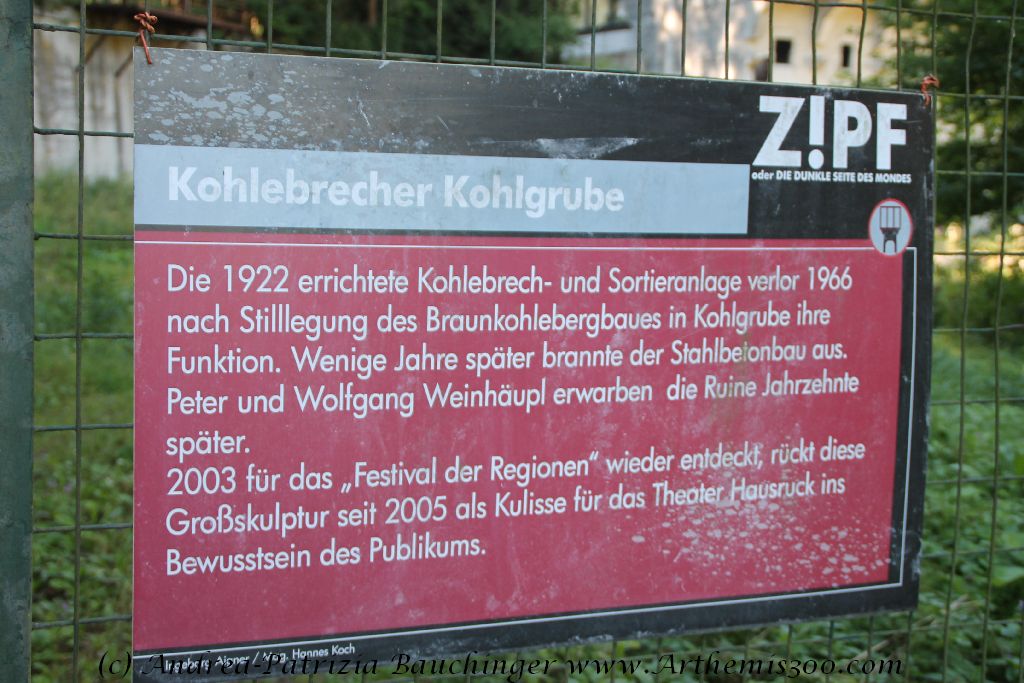 Z!PF
oder DIE DUNKLE SEITE DES MONDES
Kohlebrecher Kohlgrube
Die 1922 errichtete Kohlebrech- und Sortieranlage verlor 1966
nach Stilllegung des Braunkohlebergbaues in Kohlgrube ihre
Funktion. Wenige Jahre später brannte der Stahlbetonbau aus.
Peter und Wolfgang Weinhäupl erwarben die Ruine Jahrzehnte
später.
2003 für das „Festival der Regionen“ wieder entdeckt, rückt diese
Großskulptur seit 2005 als Kulisse für das Theater Hausruck ins
Bewusstsein des Publikums.
Ingeborg Aigner / Mag. Hannes Koch
(c) Andrea-Patrizia Bauchinger www.Arthemis300.com